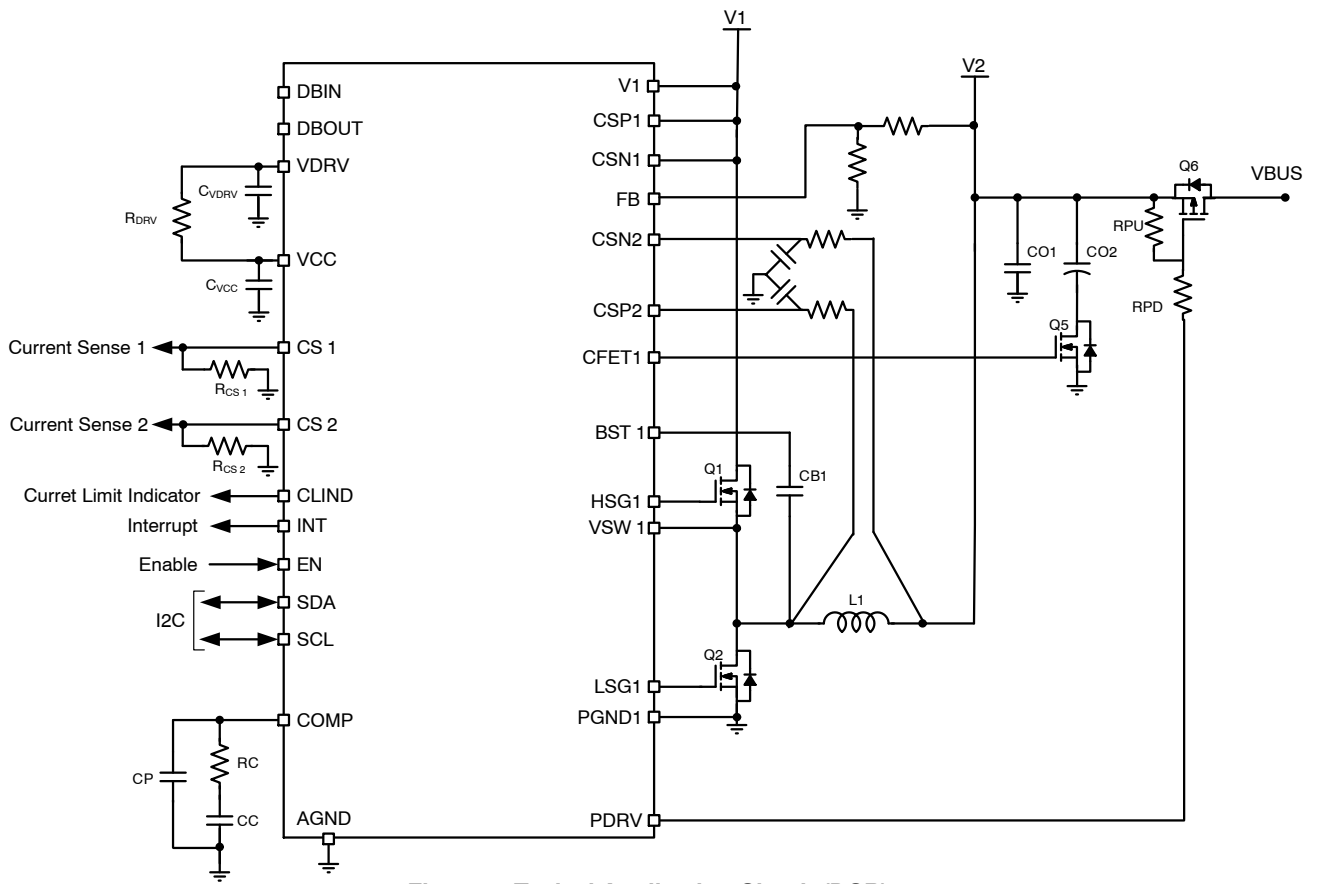 V1
V2
DBIN
DBOUT
VDRV
CVDRV
RDRV
VCC
CVCC
Current Sense 1
CS 1
RCS 1
Current Sense 2
CS 2
RCS 2
Curret Limit Indicator
CLIND
Interrupt
INT
Enable
EN
I2C
SDA
SCL
COMP
CP
RC
CC
AGND
V1
CSP1
CSN1
FB
CSN2
CSP2
CFET1
BST 1
HSG1
VSW 1
LSG1
PGND1
PDRV
Q1
CB1
L1
Q2
CO1
CO2
Q5
RPU
RPD
Q6
VBUS